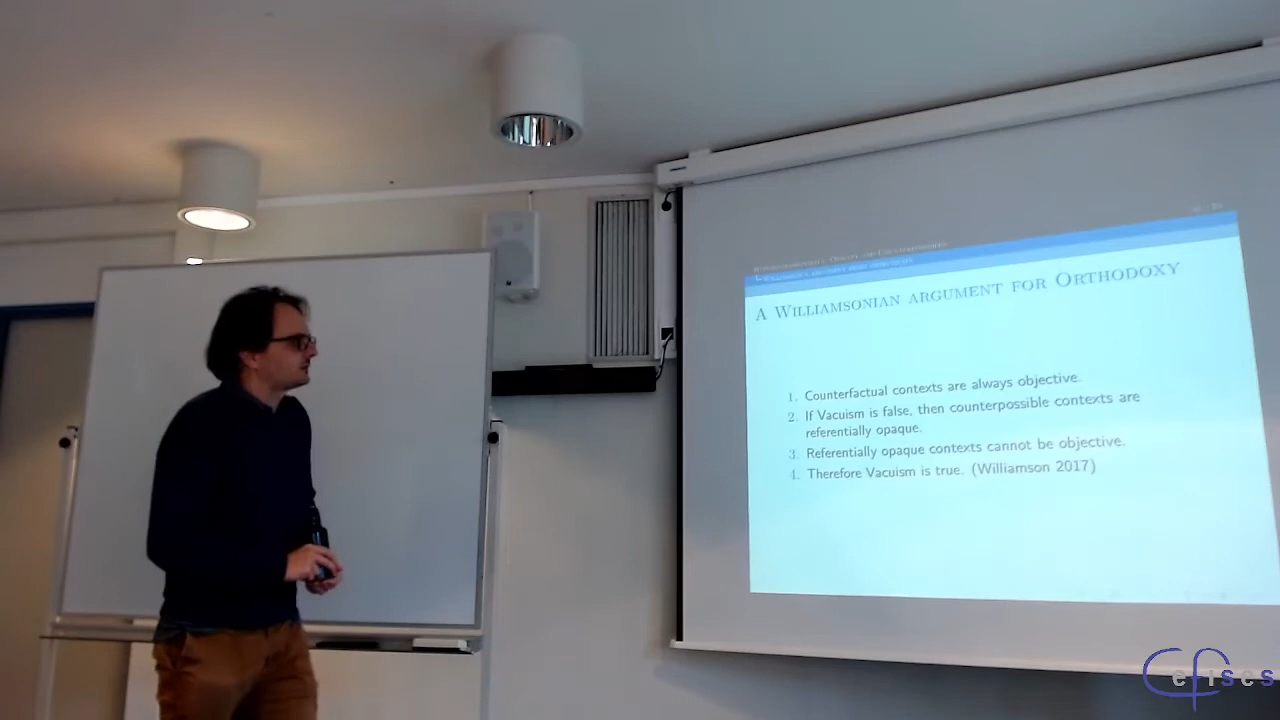 A Williamsonian argument for Orthodoxy
1. Counterfactual contexts are always objective.
2. If Vacuism is false, then counterpossible contexts are
referentially opaque.
3. Referentially opaque contexts cannot be objective.
4. Therefore Vacuism is true. (Williamson 2017)
Cefises